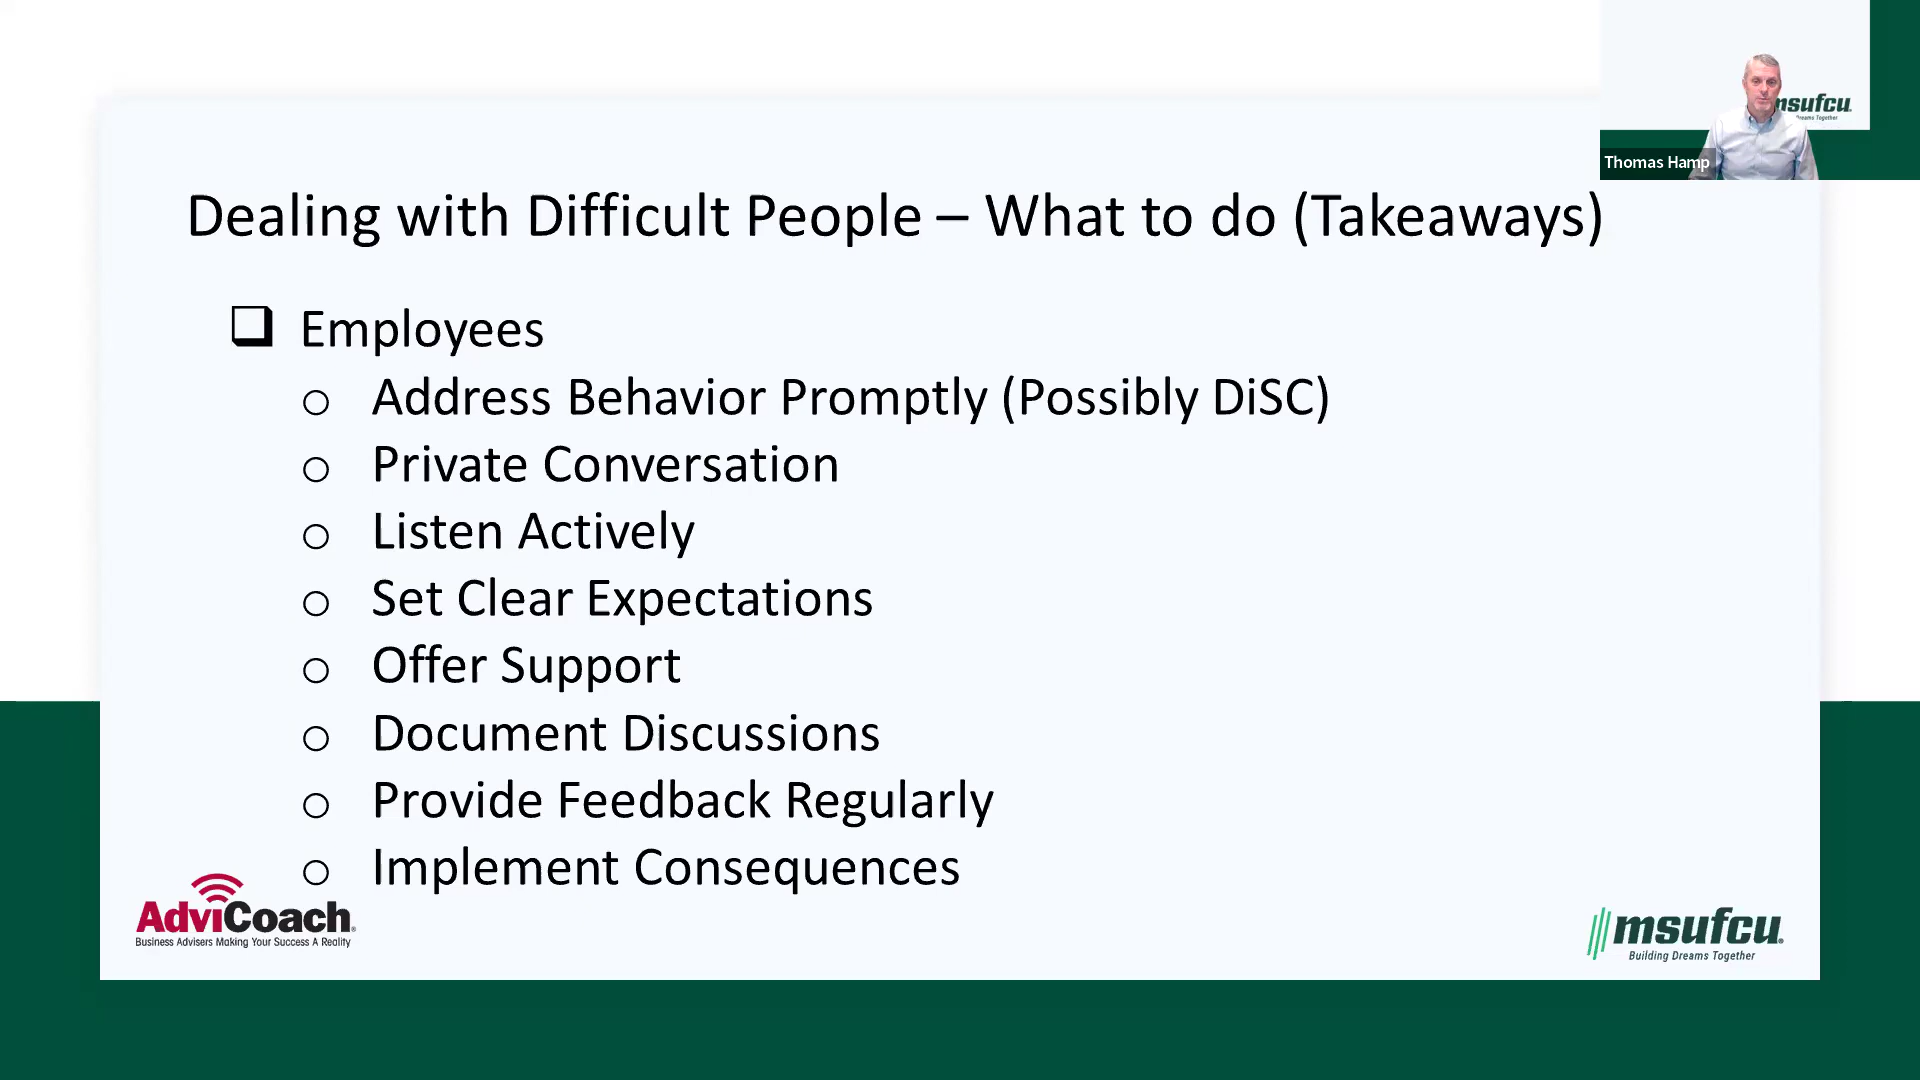 msufcu
Dreams Together
Thomas Hamp
Dealing with Difficult People – What to do (Takeaways)
Employees
Address Behavior Promptly (Possibly DiSC)
Private Conversation
Listen Actively
Set Clear Expectations
Offer Support
Document Discussions
Provide Feedback Regularly
Implement Consequences
AdviCoach®
Business Advisers Making Your Success A Reality
msufcu®
Building Dreams Together